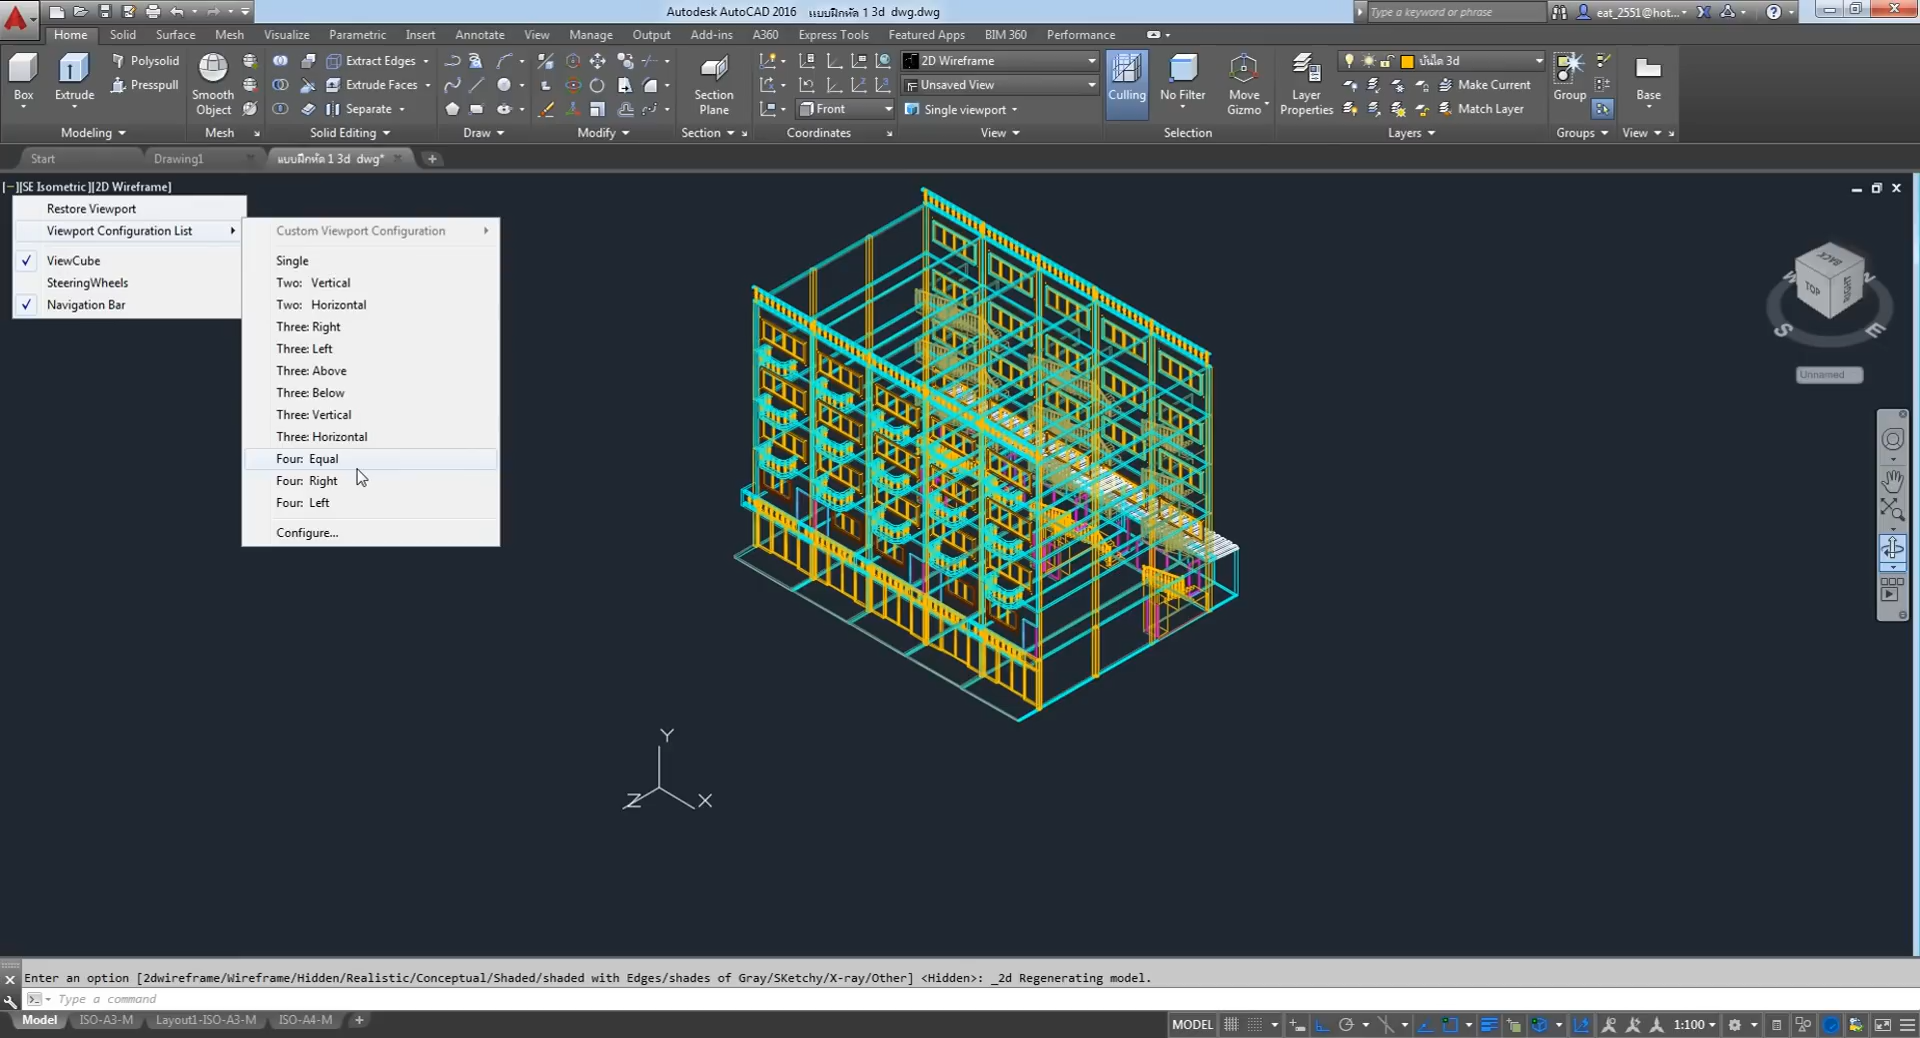 Autodesk AutoCAD 2016 แบบฝึกหัด 1 3d dwg.dwg
Type a keyword or phrase
eat_2551@hot...
Home Solid Surface Mesh Visualize Parametric Insert Annotate View Manage Output Add-ins A360 Express Tools Featured Apps BIM 360 Performance
Box
Extrude
Polysolid
Presspull
Smooth Object
Extract Edges
Extrude Faces
Separate
Section Plane
Front
2D Wireframe
Unsaved View
Single viewport
Culling
No Filter
Move Gizmo
Layer Properties
บันได 3d
Make Current
Match Layer
Group
Base
Modeling Mesh Solid Editing Draw Modify Section Coordinates View Selection Layers Groups View
Start Drawing1 แบบฝึกหัด 1 3d dwg*
[−][SE Isometric][2D Wireframe]
Restore Viewport
Viewport Configuration List
ViewCube
SteeringWheels
Navigation Bar
Custom Viewport Configuration
Single
Two: Vertical
Two: Horizontal
Three: Right
Three: Left
Three: Above
Three: Below
Three: Vertical
Three: Horizontal
Four: Equal
Four: Right
Four: Left
Configure...
BACK
TOP
W
S
E
Unnamed
Y
Z
X
Enter an option [2dwireframe/Wireframe/Hidden/Realistic/Conceptual/Shaded/shaded with Edges/shades of Gray/SKetchy/X-ray/Other] <Hidden>: _2d Regenerating model.
Type a command
Model ISO-A3-M Layout1-ISO-A3-M ISO-A4-M
MODEL 1:100